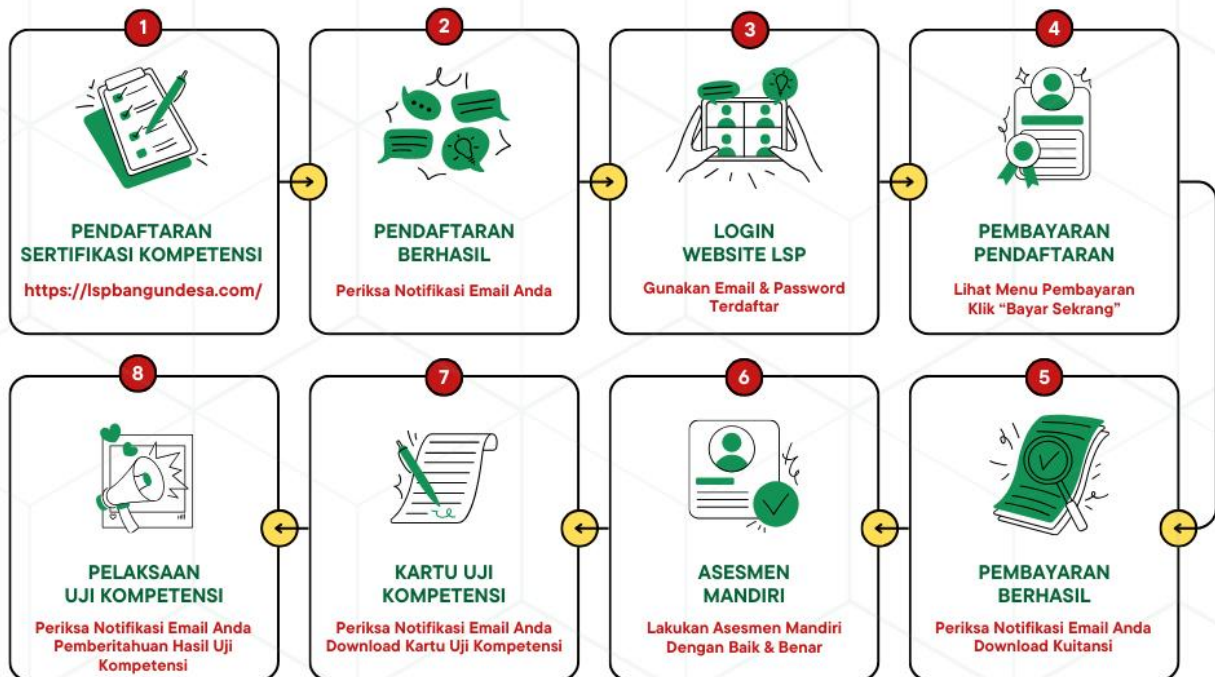 1
PENDAFTARAN
SERTIFIKASI KOMPETENSI
https://lspbangundesa.com/
2
PENDAFTARAN
BERHASIL
Periksa Notifikasi Email Anda
3
LOGIN
WEBSITE LSP
Gunakan Email & Password
Terdaftar
4
PEMBAYARAN
PENDAFTARAN
Lihat Menu Pembayaran
Klik “Bayar Sekrang”
5
PEMBAYARAN
BERHASIL
Periksa Notifikasi Email Anda
Download Kuitansi
6
ASESMEN
MANDIRI
Lakukan Asesmen Mandiri
Dengan Baik & Benar
7
KARTU UJI
KOMPETENSI
Periksa Notifikasi Email Anda
Download Kartu Uji Kompetensi
8
PELAKSAAN
UJI KOMPETENSI
Periksa Notifikasi Email Anda
Pemberitahuan Hasil Uji
Kompetensi